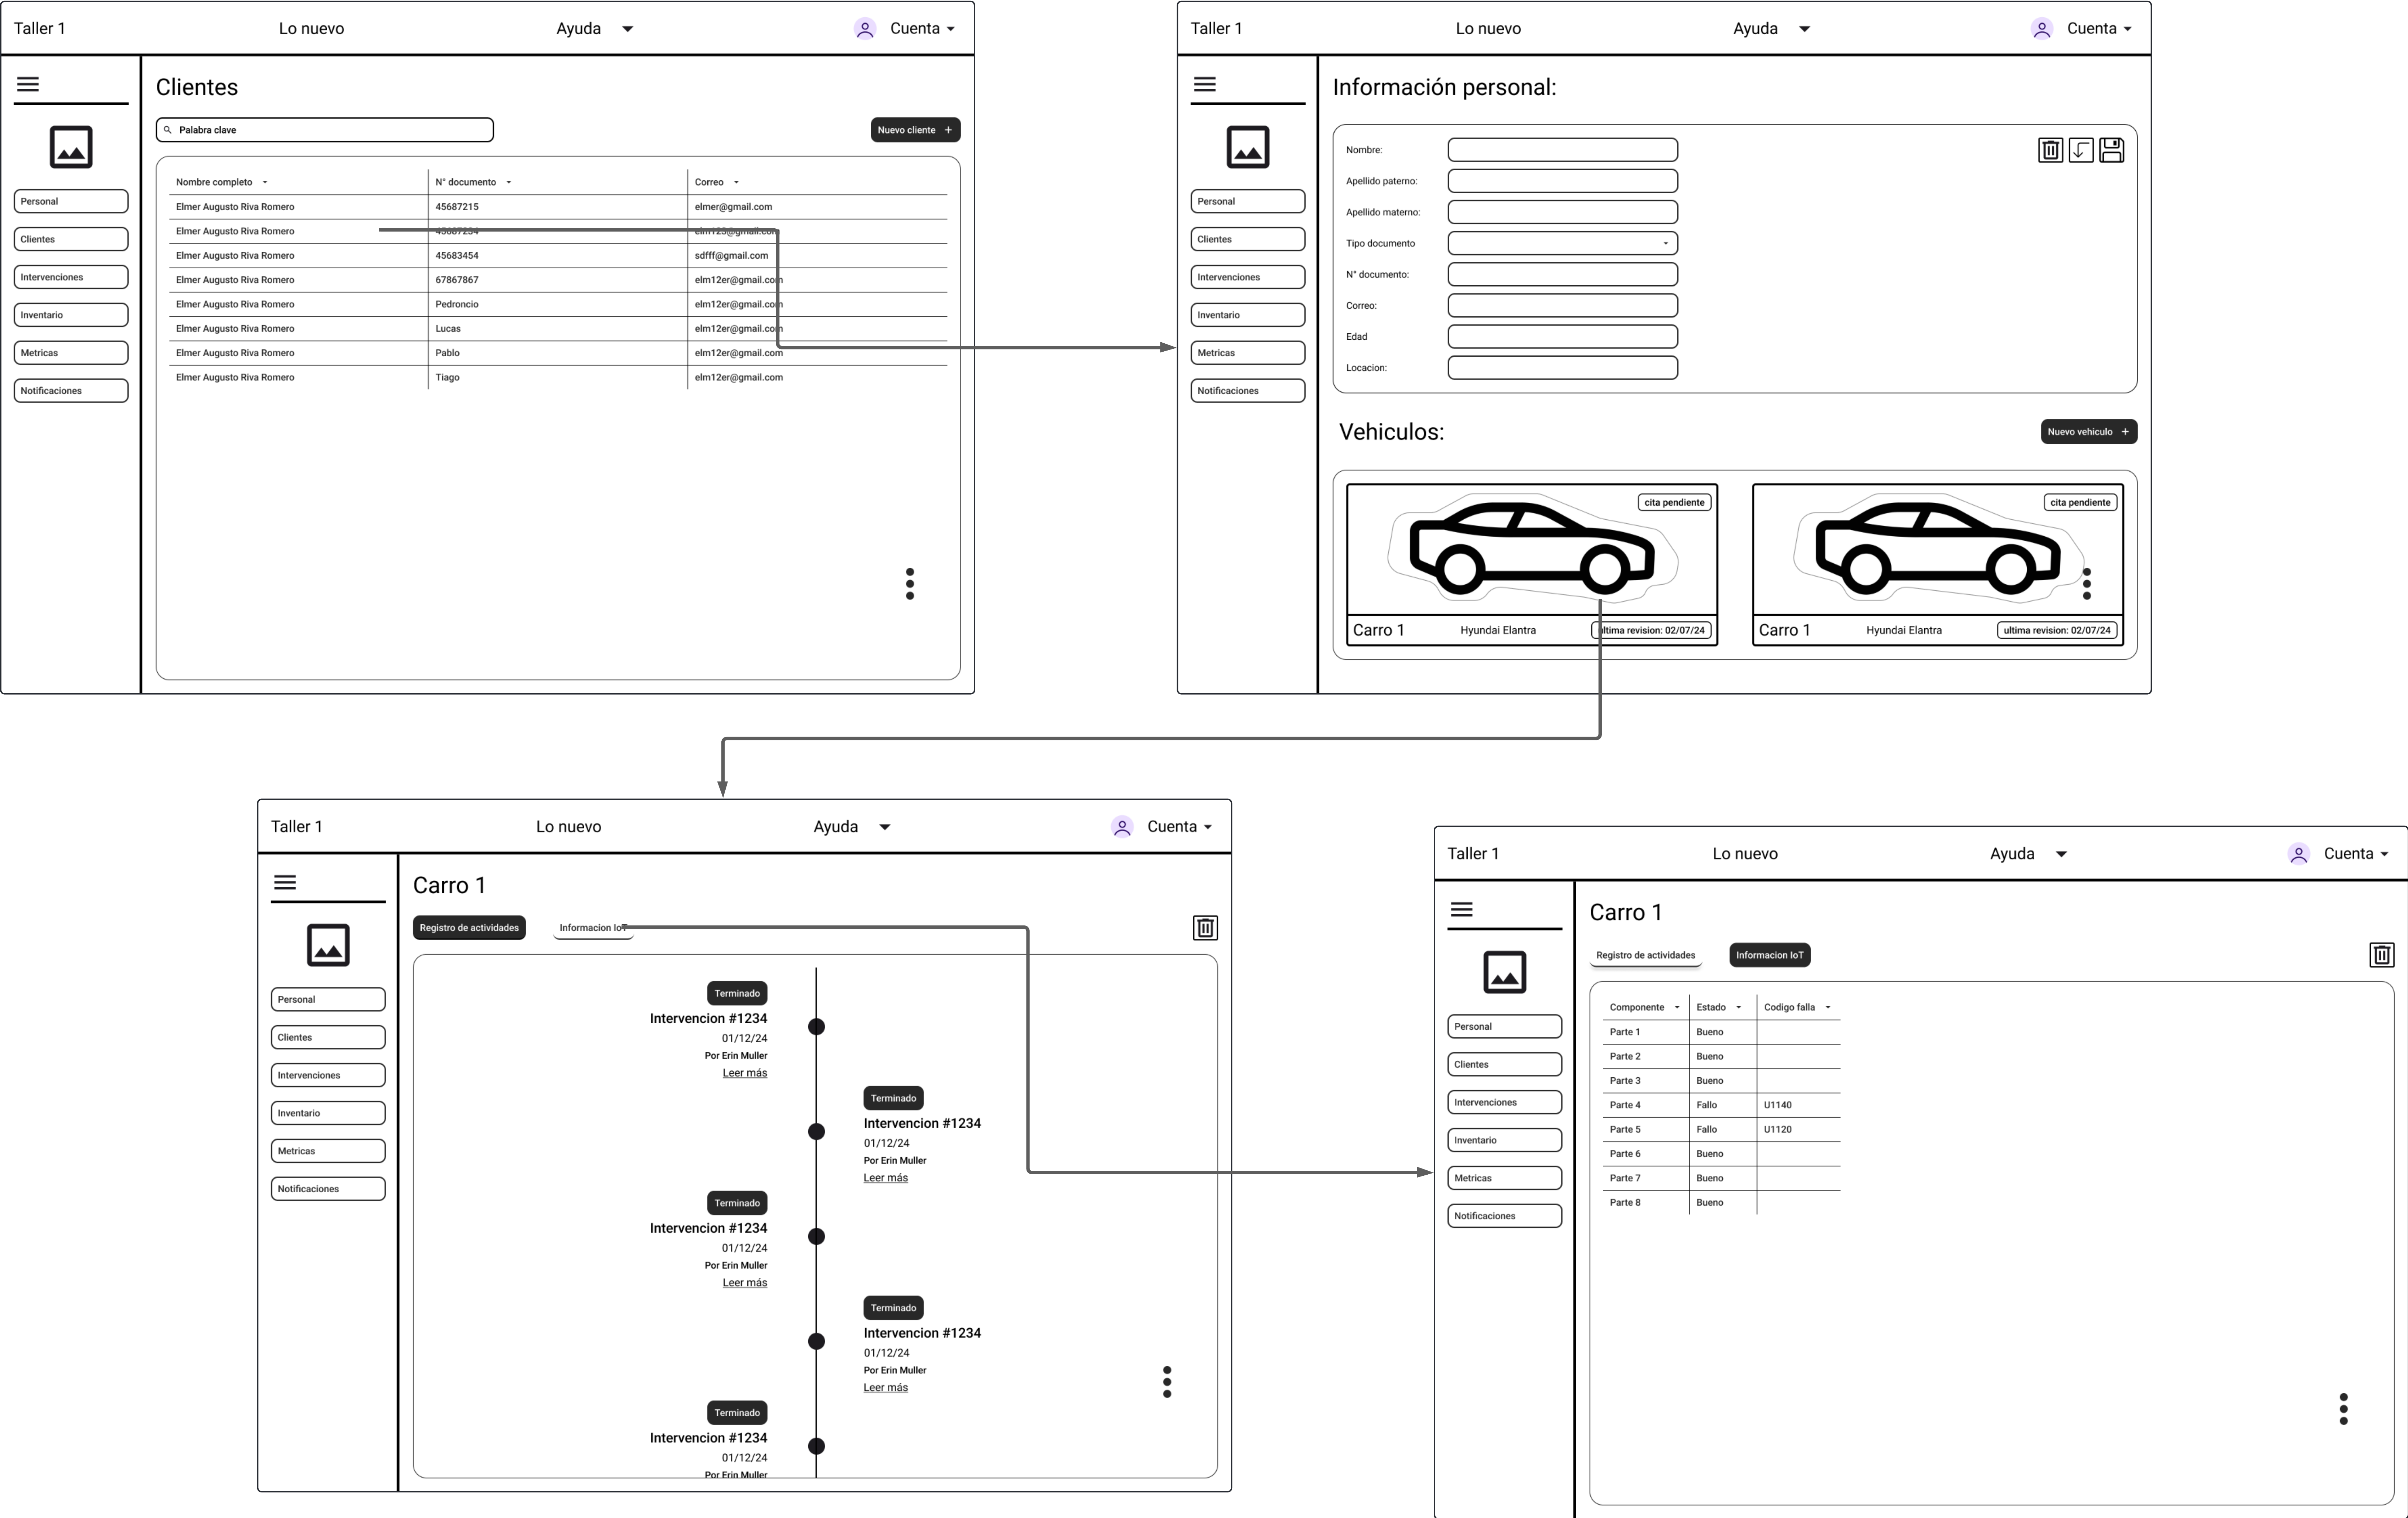 Taller 1 Lo nuevo Ayuda Cuenta
Clientes
Palabra clave Nuevo cliente +
Personal
Clientes
Intervenciones
Inventario
Metricas
Notificaciones
Nombre completo N° documento Correo
Elmer Augusto Riva Romero 45687215 elmer@gmail.com
Elmer Augusto Riva Romero 45687234 elm123@gmail.com
Elmer Augusto Riva Romero 45683454 sdfff@gmail.com
Elmer Augusto Riva Romero 67867867 elm12er@gmail.com
Elmer Augusto Riva Romero Pedroncio elm12er@gmail.com
Elmer Augusto Riva Romero Lucas elm12er@gmail.com
Elmer Augusto Riva Romero Pablo elm12er@gmail.com
Elmer Augusto Riva Romero Tiago elm12er@gmail.com
Taller 1 Lo nuevo Ayuda Cuenta
Personal
Clientes
Intervenciones
Inventario
Metricas
Notificaciones
Información personal:
Nombre:
Apellido paterno:
Apellido materno:
Tipo documento
N° documento:
Correo:
Edad
Locacion:
Vehiculos: Nuevo vehiculo +
cita pendiente
Carro 1 Hyundai Elantra ultima revision: 02/07/24
cita pendiente
Carro 1 Hyundai Elantra ultima revision: 02/07/24
Taller 1 Lo nuevo Ayuda Cuenta
Personal
Clientes
Intervenciones
Inventario
Metricas
Notificaciones
Carro 1
Registro de actividades Informacion IoT
Terminado
Intervencion #1234
01/12/24
Por Erin Muller
Leer más
Terminado
Intervencion #1234
01/12/24
Por Erin Muller
Leer más
Terminado
Intervencion #1234
01/12/24
Por Erin Muller
Leer más
Terminado
Intervencion #1234
01/12/24
Por Erin Muller
Leer más
Terminado
Intervencion #1234
01/12/24
Por Erin Muller
Taller 1 Lo nuevo Ayuda Cuenta
Personal
Clientes
Intervenciones
Inventario
Metricas
Notificaciones
Carro 1
Registro de actividades Informacion IoT
Componente Estado Codigo falla
Parte 1 Bueno
Parte 2 Bueno
Parte 3 Bueno
Parte 4 Fallo U1140
Parte 5 Fallo U1120
Parte 6 Bueno
Parte 7 Bueno
Parte 8 Bueno